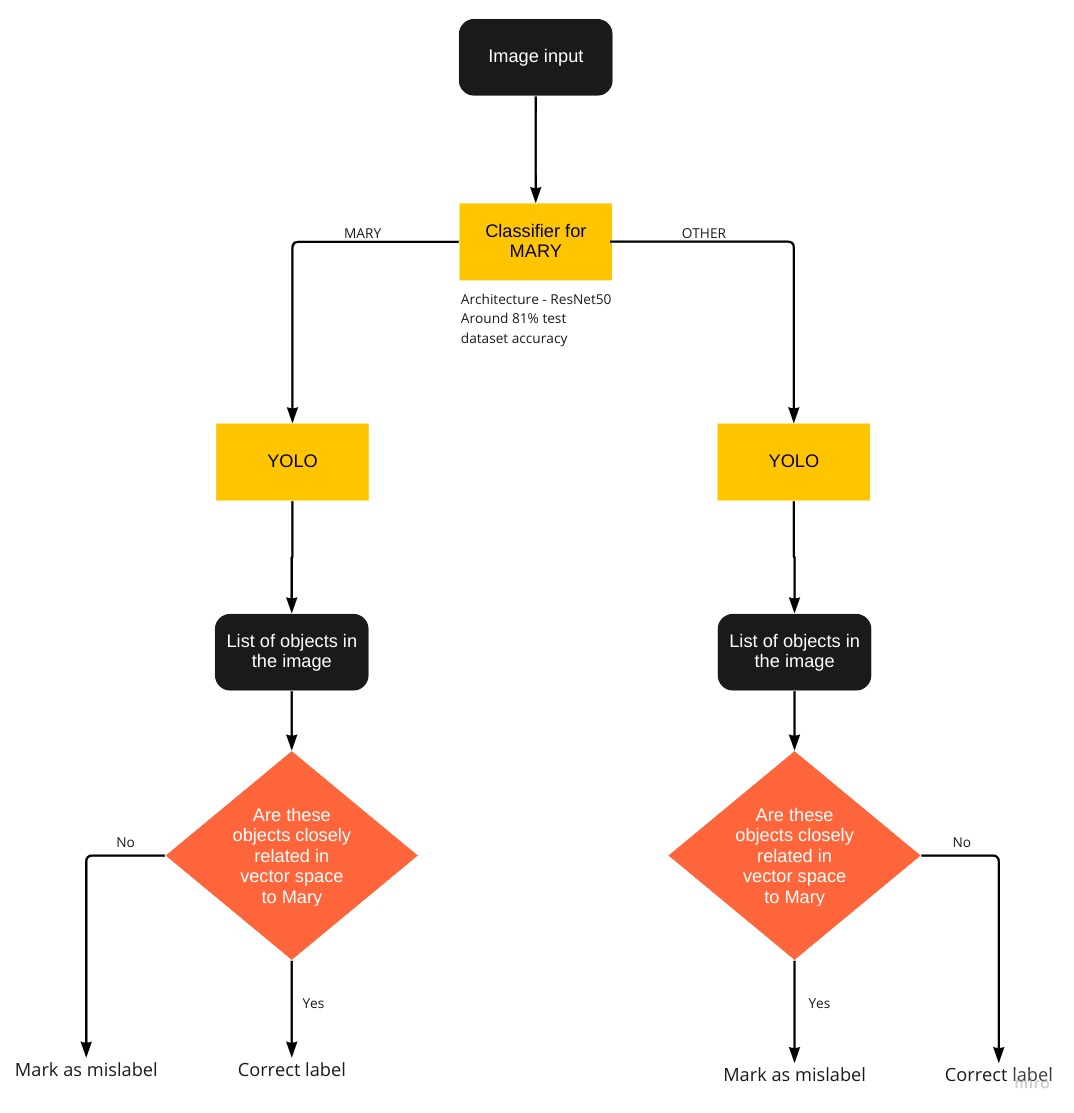 Image input
MARY
Classifier for
MARY
OTHER
Architecture - ResNet50
Around 81% test
dataset accuracy
YOLO
YOLO
List of objects in
the image
List of objects in
the image
Are these
objects closely
related in
vector space
to Mary
No
Yes
Are these
objects closely
related in
vector space
to Mary
No
Yes
Mark as mislabel
Correct label
Mark as mislabel
Correct label
miro